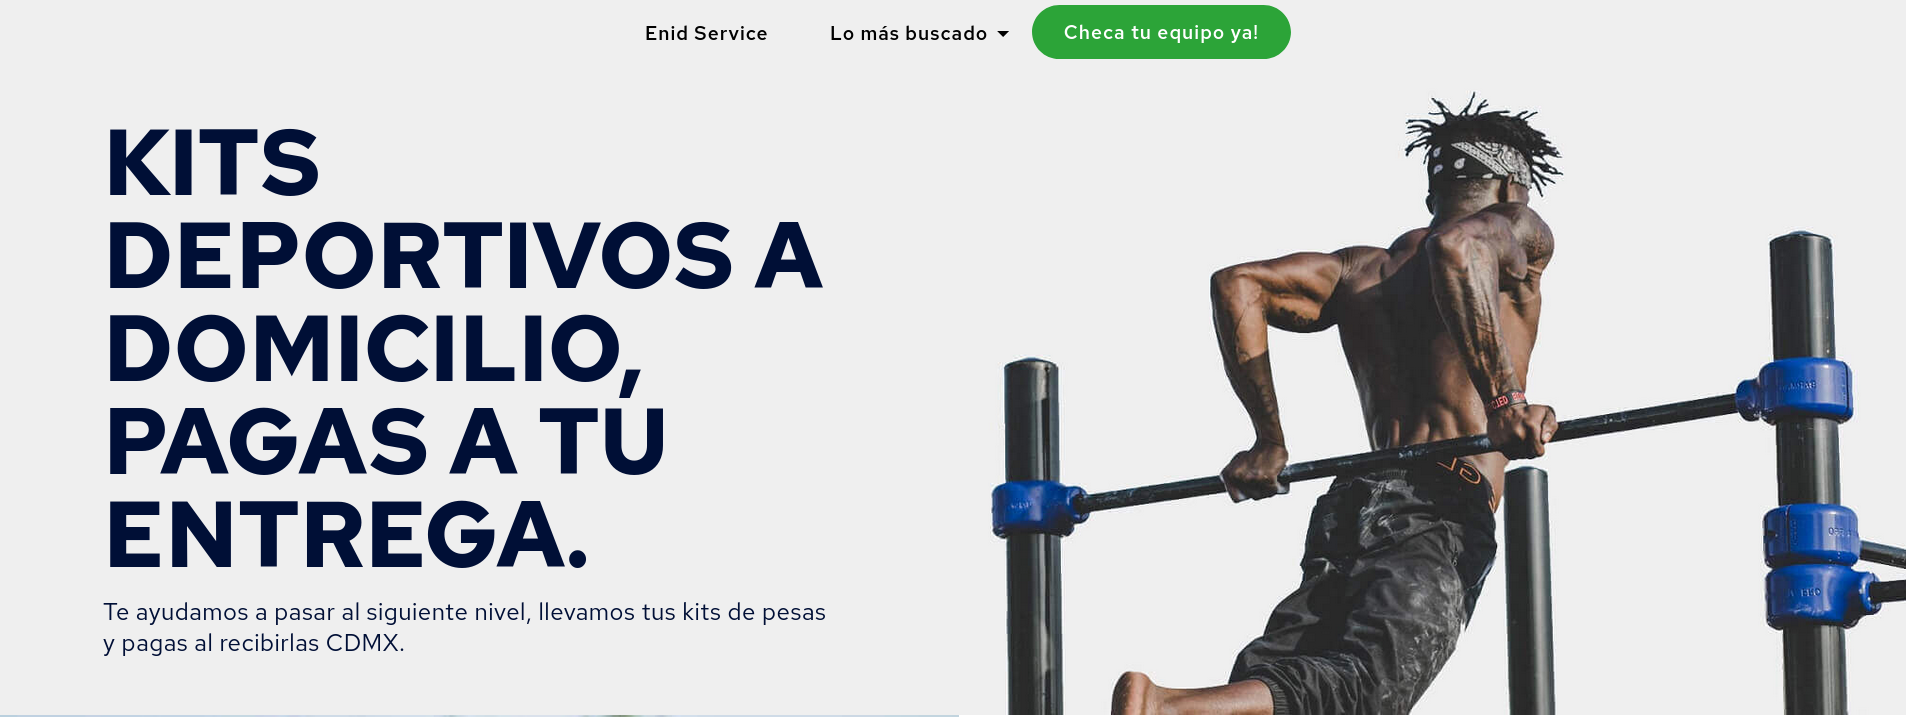 Enid Service
Lo más buscado
Checa tu equipo ya!
KITS
DEPORTIVOS A
DOMICILIO,
PAGAS A TÚ
ENTREGA.
Te ayudamos a pasar al siguiente nivel, llevamos tus kits de pesas
y pagas al recibirlas CDMX.